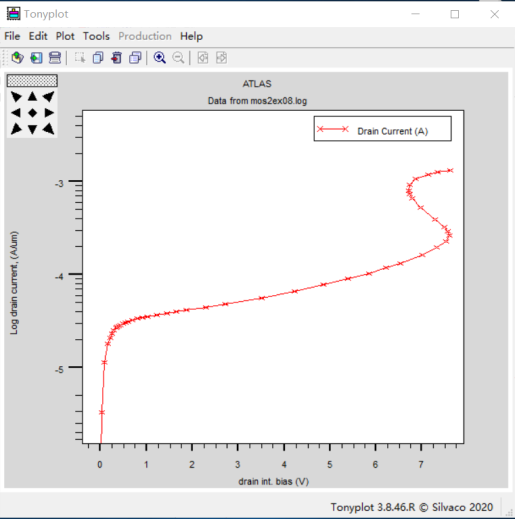 Tonyplot
File Edit Plot Tools Production Help
ATLAS
Data from mos2ex08.log
Drain Current (A)
-3
-4
-5
Log drain current, (A/um)
0 1 2 3 4 5 6 7
drain int. bias (V)
Tonyplot 3.8.46.R © Silvaco 2020